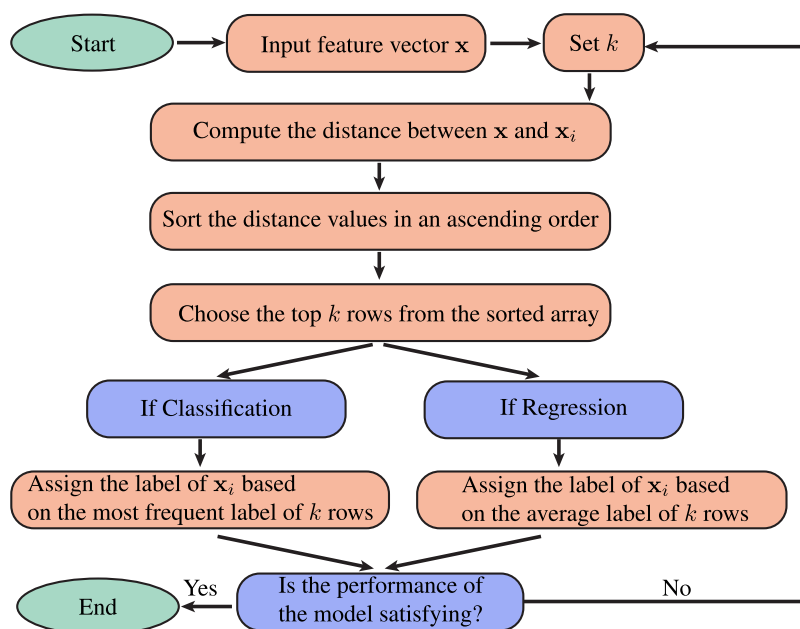 Start
Input feature vector x
Set k
Compute the distance between x and xᵢ
Sort the distance values in an ascending order
Choose the top k rows from the sorted array
If Classification
If Regression
Assign the label of xᵢ based
on the most frequent label of k rows
Assign the label of xᵢ based
on the average label of k rows
Is the performance of
the model satisfying?
Yes
No
End